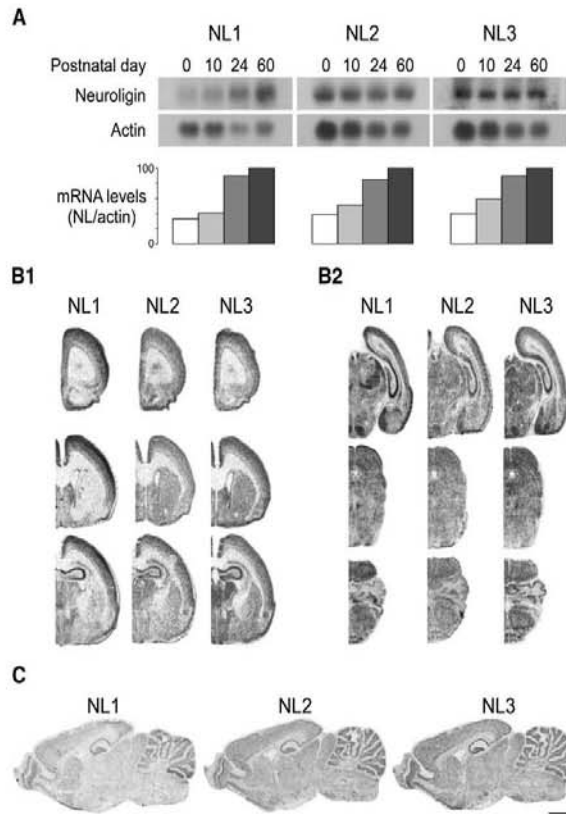 A
NL1 NL2 NL3
Postnatal day 0 10 24 60 0 10 24 60 0 10 24 60
Neuroligin
Actin
100
mRNA levels
(NL/actin)
0
B1
NL1 NL2 NL3
B2
NL1 NL2 NL3
C
NL1 NL2 NL3